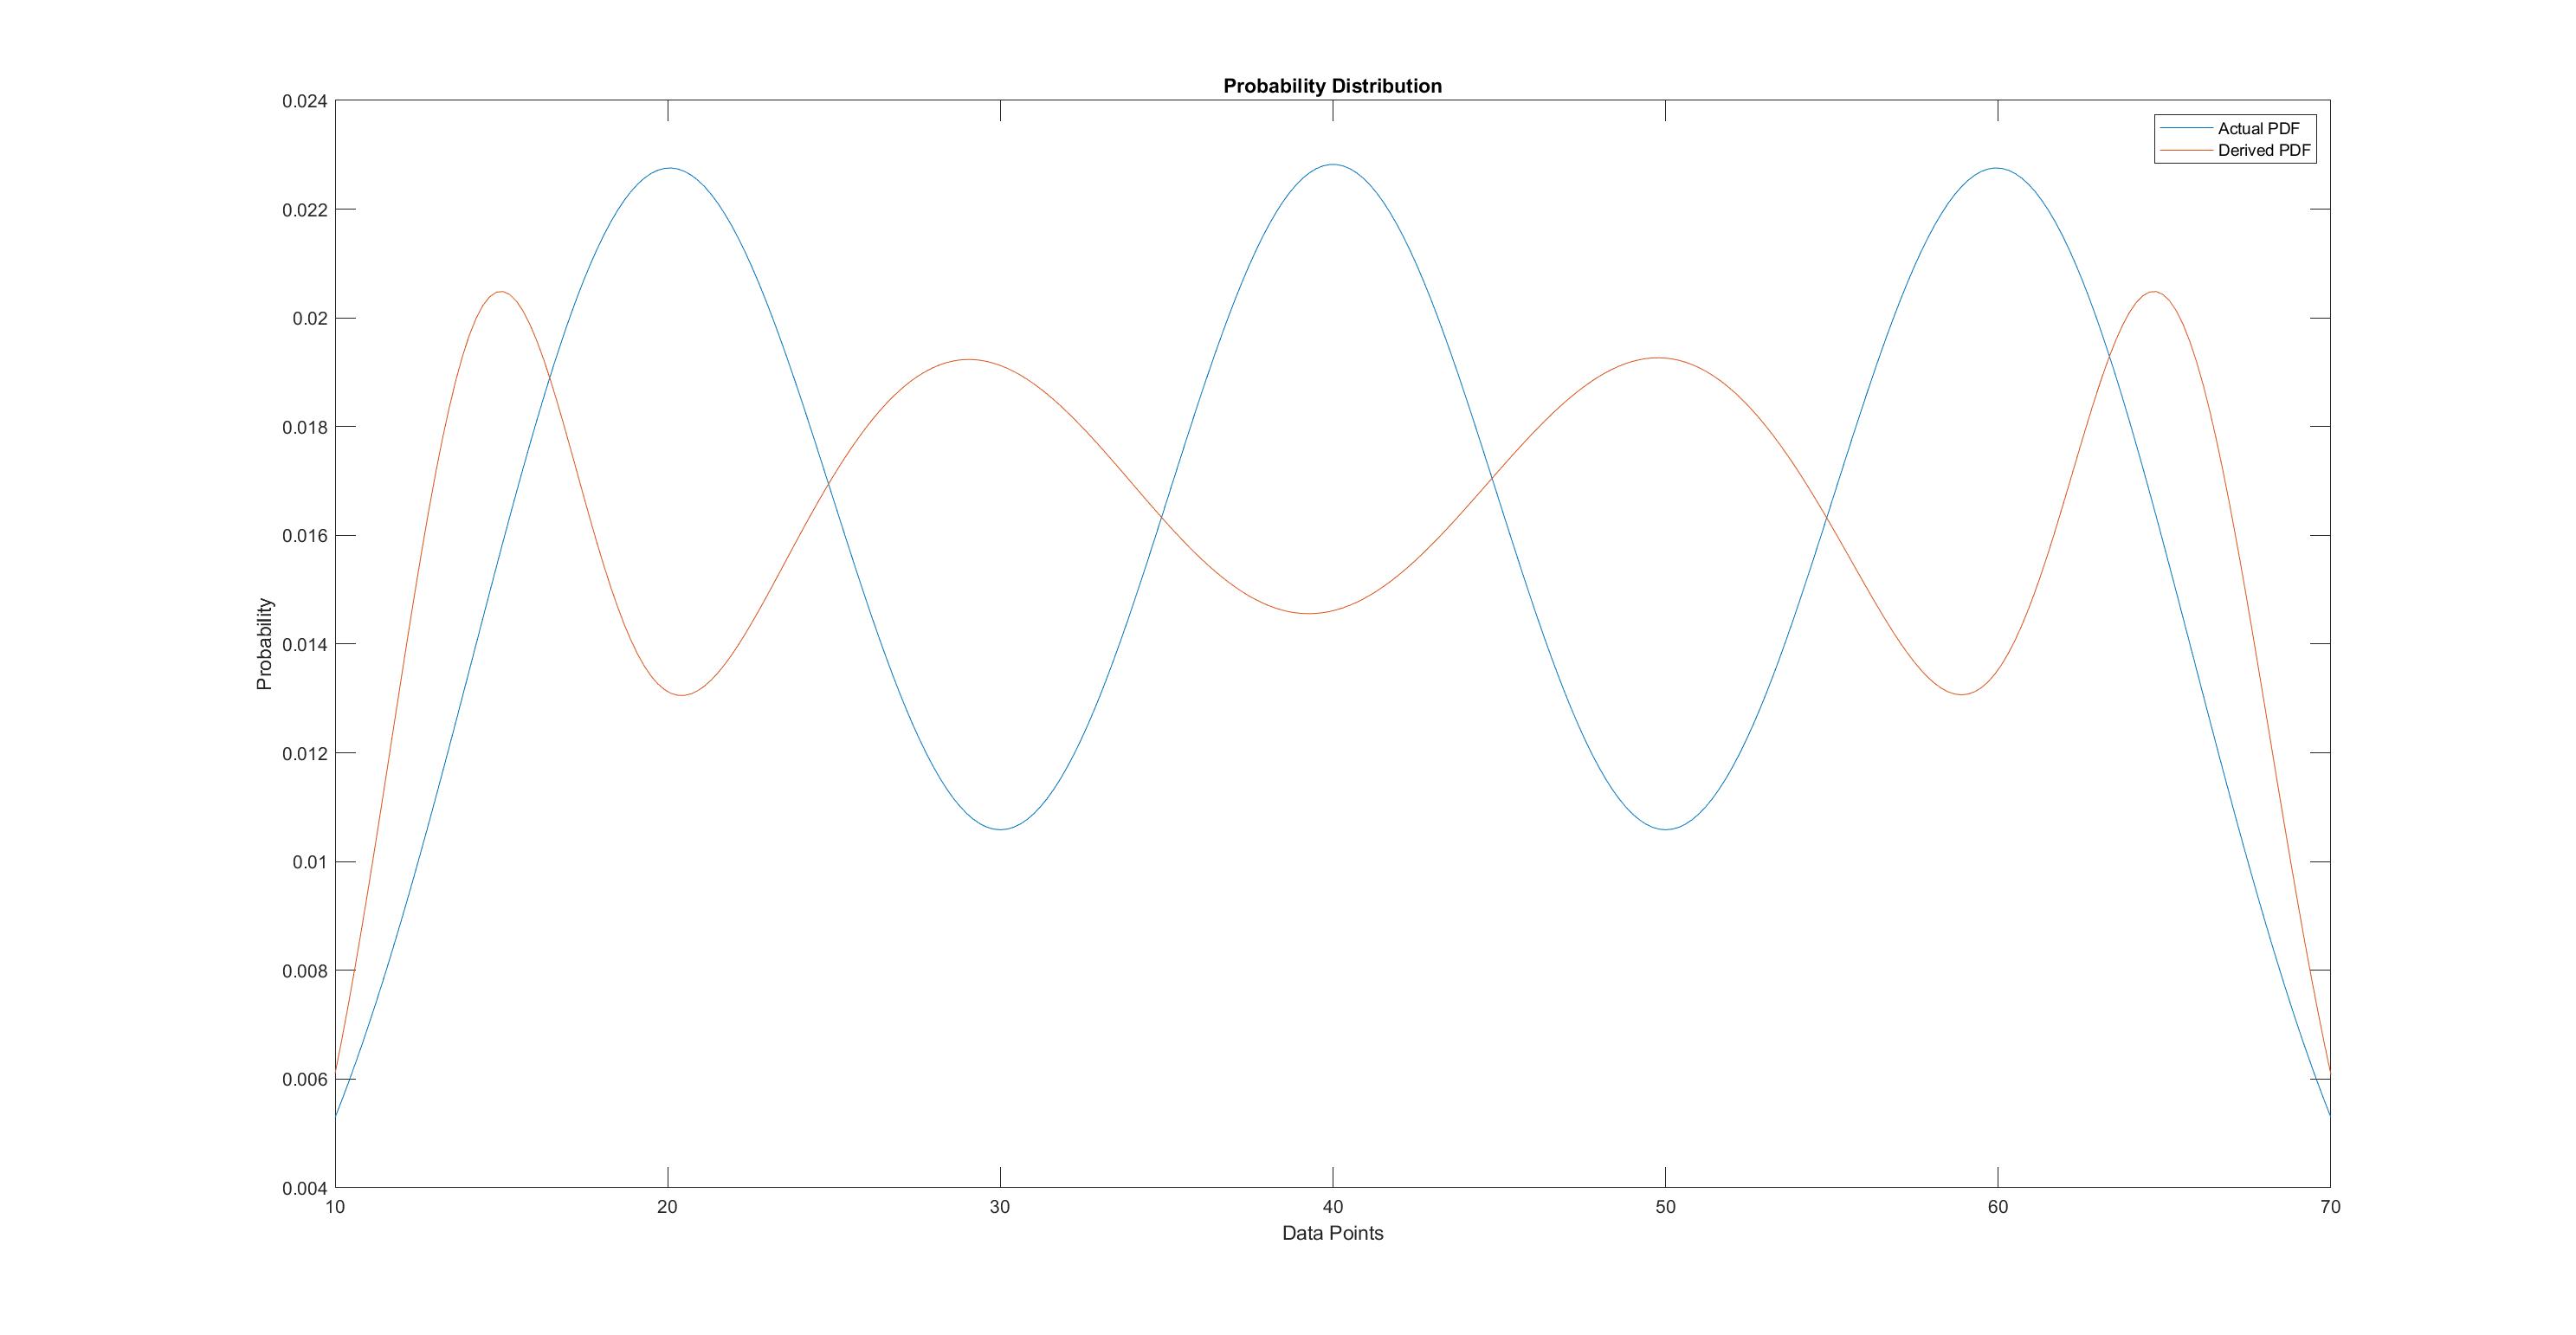 Probability Distribution
Actual PDF
Derived PDF
0.024
0.022
0.02
0.018
0.016
0.014
0.012
0.01
0.008
0.006
0.004
Probability
10 20 30 40 50 60 70
Data Points